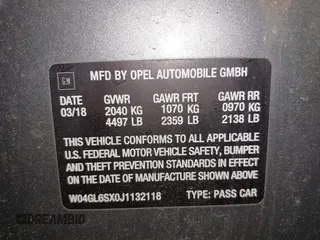 GM
MFD BY OPEL AUTOMOBILE GMBH
DATE GVWR GAWR FRT GAWR RR
03/18 2040 KG 1070 KG 0970 KG
4497 LB 2359 LB 2138 LB
THIS VEHICLE CONFORMS TO ALL APPLICABLE
U.S. FEDERAL MOTOR VEHICLE SAFETY, BUMPER
AND THEFT PREVENTION STANDARDS IN EFFECT ON
THE DATE OF MANUFACTURE SHOWN ABOVE
W04GL6SX0J1132118 TYPE: PASS CAR
DREAMBID